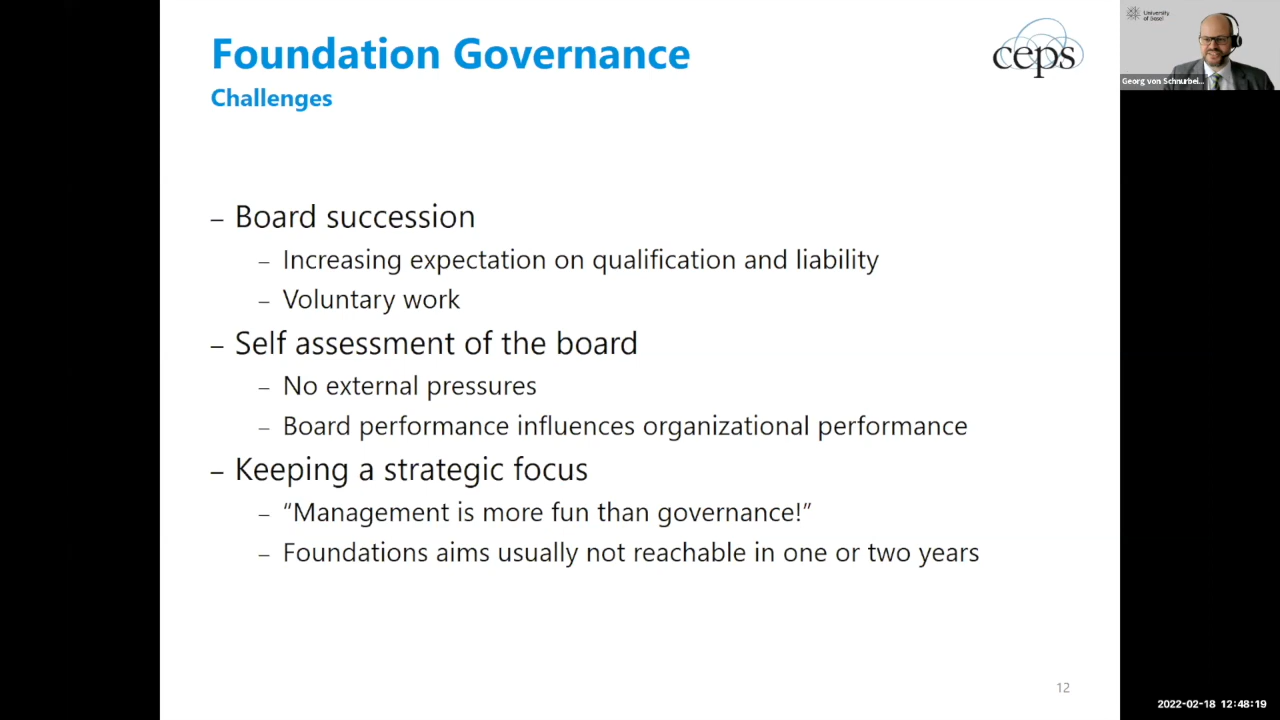 Foundation Governance
Challenges
ceps
University
of Basel
Georg von Schnurbei...
– Board succession
– Increasing expectation on qualification and liability
– Voluntary work
– Self assessment of the board
– No external pressures
– Board performance influences organizational performance
– Keeping a strategic focus
– “Management is more fun than governance!”
– Foundations aims usually not reachable in one or two years
12
2022-02-18 12:48:19